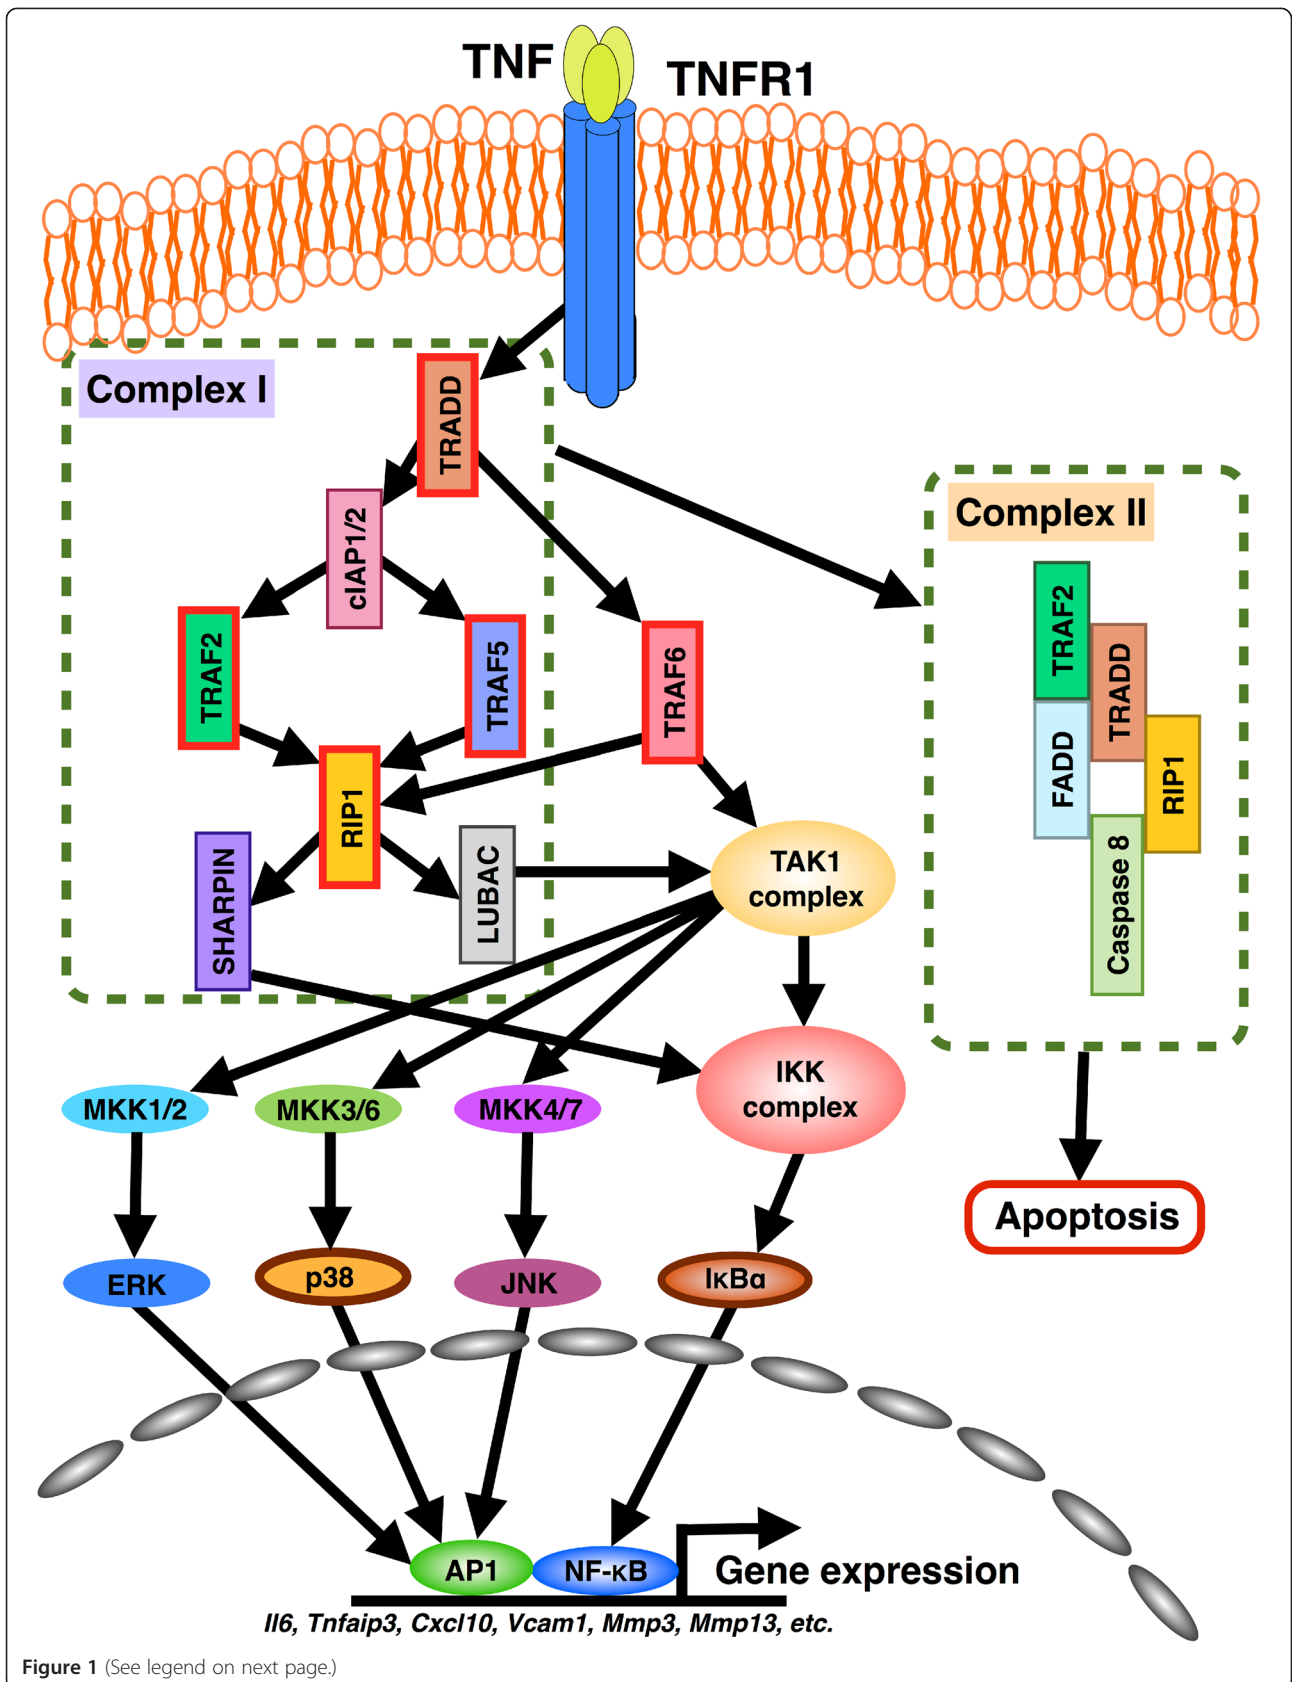 TNF
TNFR1
Complex I
TRADD
cIAP1/2
TRAF2
TRAF5
TRAF6
RIP1
SHARPIN
LUBAC
TAK1
complex
Complex II
TRAF2
TRADD
FADD
RIP1
Caspase 8
MKK1/2
MKK3/6
MKK4/7
IKK
complex
Apoptosis
ERK
p38
JNK
IκBα
AP1
NF-κB
Gene expression
Il6, Tnfaip3, Cxcl10, Vcam1, Mmp3, Mmp13, etc.
Figure 1 (See legend on next page.)